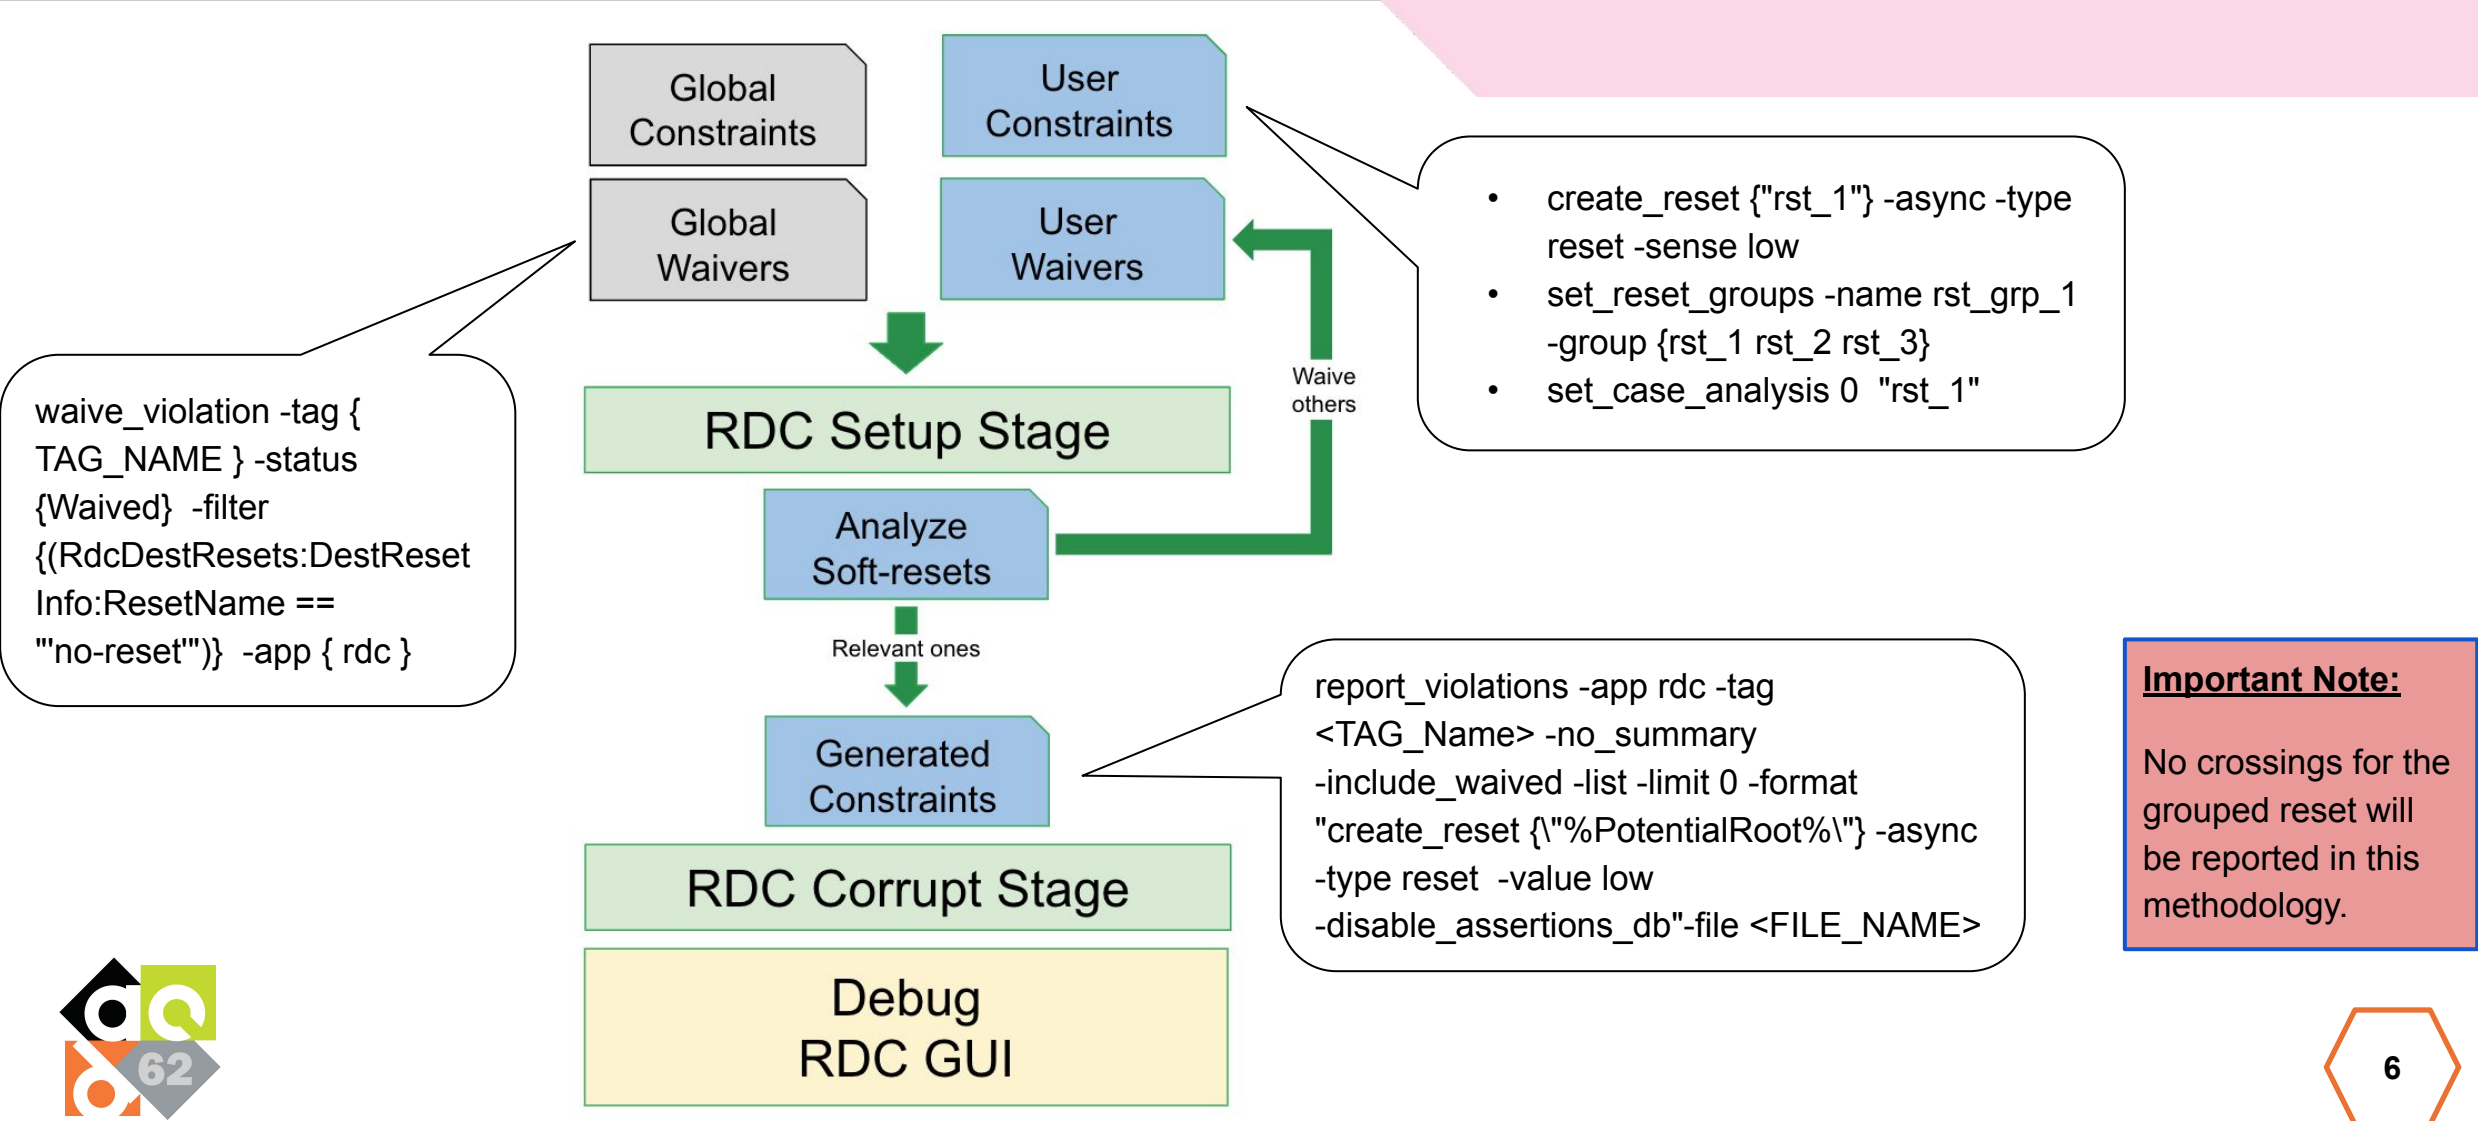 Global
Constraints
User
Constraints
Global
Waivers
User
Waivers
• create_reset {"rst_1"} -async -type
reset -sense low
• set_reset_groups -name rst_grp_1
-group {rst_1 rst_2 rst_3}
• set_case_analysis 0  "rst_1"
waive_violation -tag {
TAG_NAME } -status
{Waived}  -filter
{(RdcDestResets:DestReset
Info:ResetName ==
"'no-reset'")}  -app { rdc }
RDC Setup Stage
Waive
others
Analyze
Soft-resets
Relevant ones
Generated
Constraints
report_violations -app rdc -tag
<TAG_Name> -no_summary
-include_waived -list -limit 0 -format
"create_reset {\"%PotentialRoot%\"} -async
-type reset  -value low
-disable_assertions_db"-file <FILE_NAME>
Important Note:
No crossings for the
grouped reset will
be reported in this
methodology.
RDC Corrupt Stage
Debug
RDC GUI
62
6